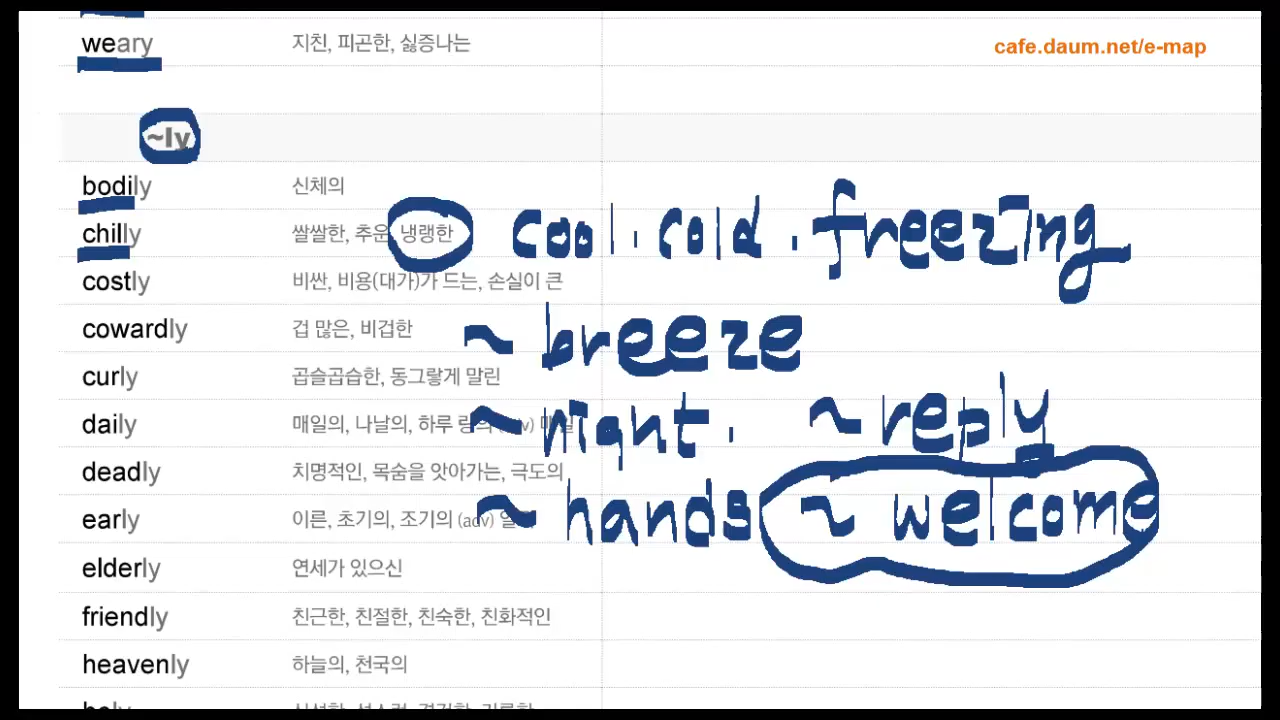 weary 지친, 피곤한, 싫증나는 cafe.daum.net/e-map
~ly
bodily 신체의
chilly 쌀쌀한, 추운, 냉랭한 cool. cold. freezing
costly 비싼, 비용(대가)가 드는, 손실이 큰
~ breeze
cowardly 겁 많은, 비겁한
curly 곱슬곱슬한, 동그랗게 말린
daily 매일의, 나날의, 하루 ~night. ~reply
deadly 치명적인, 목숨을 앗아가는, 극도의
early 이른, 초기의, 조기의 (adv) ~ hands ~ welcome
elderly 연세가 있으신
friendly 친근한, 친절한, 친숙한, 친화적인
heavenly 하늘의, 천국의